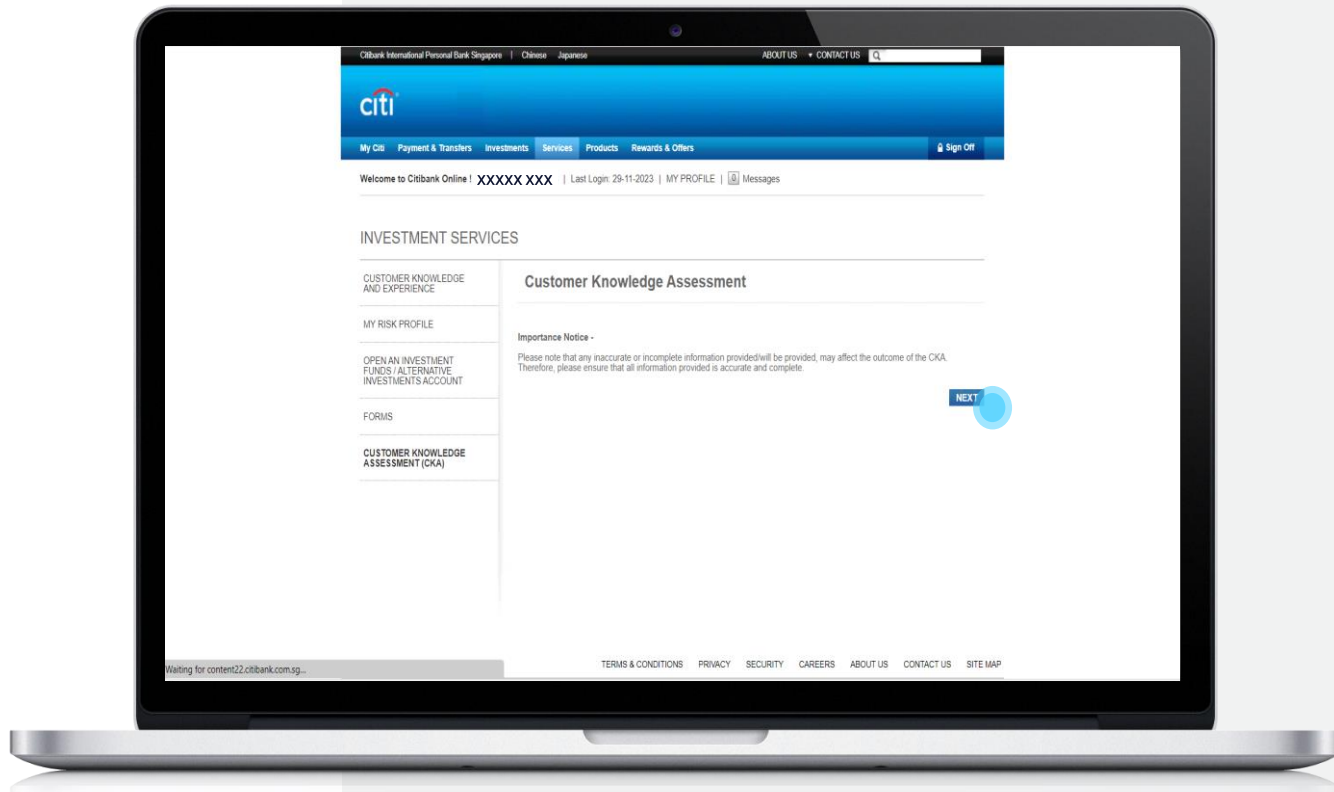 Citibank International Personal Bank Singapore | Chinese Japanese ABOUT US CONTACT US
citi
My Citi Payment & Transfers Investments Services Products Rewards & Offers Sign Off
Welcome to Citibank Online ! XXXXX XXX | Last Login: 29-11-2023 | MY PROFILE | Messages
INVESTMENT SERVICES
CUSTOMER KNOWLEDGE
AND EXPERIENCE
MY RISK PROFILE
OPEN AN INVESTMENT
FUNDS / ALTERNATIVE
INVESTMENTS ACCOUNT
FORMS
CUSTOMER KNOWLEDGE
ASSESSMENT (CKA)
Customer Knowledge Assessment
Importance Notice -
Please note that any inaccurate or incomplete information provided/will be provided, may affect the outcome of the CKA.
Therefore, please ensure that all information provided is accurate and complete.
NEXT
Waiting for content22.citibank.com.sg...
TERMS & CONDITIONS PRIVACY SECURITY CAREERS ABOUT US CONTACT US SITE MAP